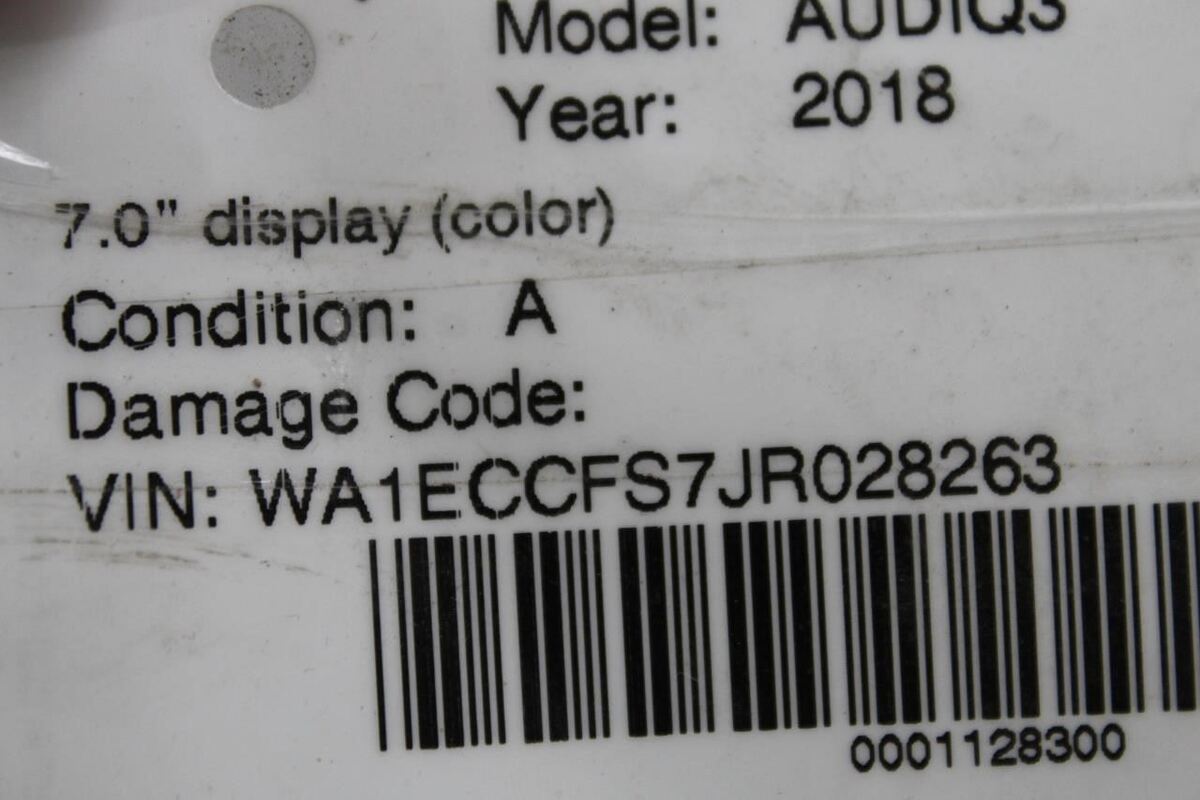 Model: AUDIQ3
Year: 2018
7.0" display (color)
Condition: A
Damage Code:
VIN: WA1ECCFS7JR028263
0001128300